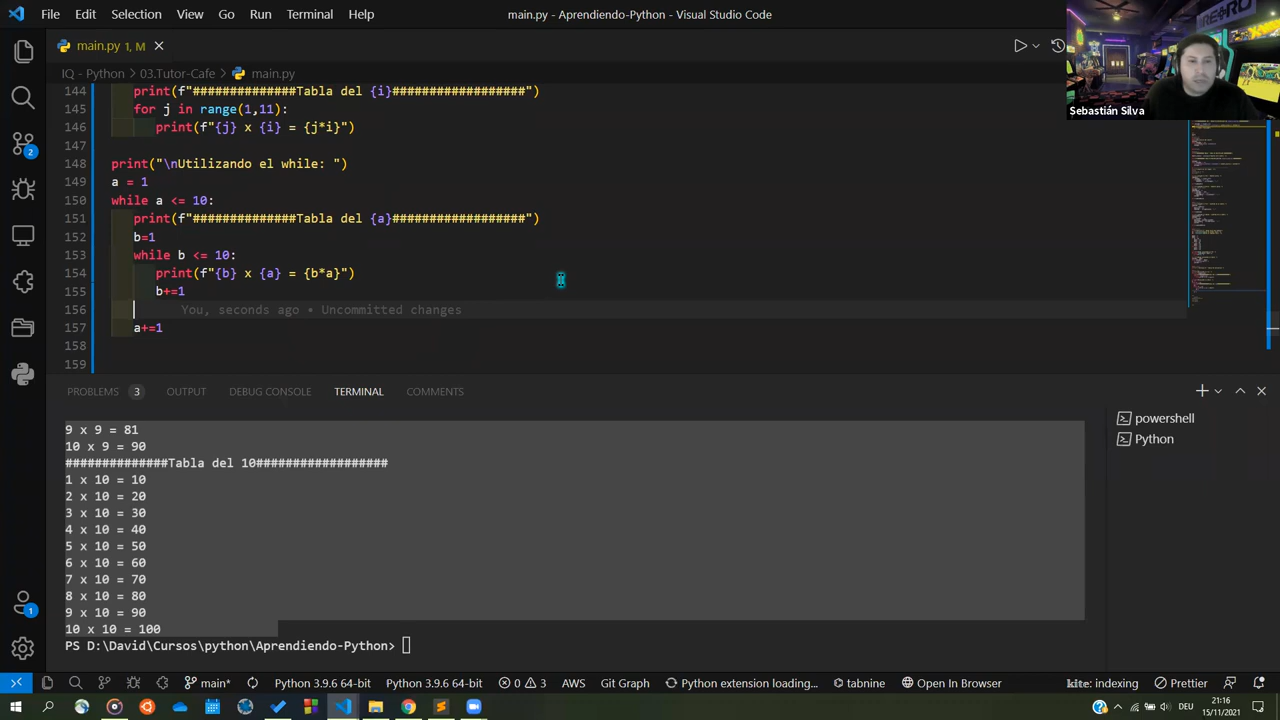 File Edit Selection View Go Run Terminal Help
main.py - Aprendiendo-Python - Visual Studio Code
RETRO
main.py 1, M
IQ - Python > 03.Tutor-Cafe > main.py
Sebastián Silva
144 print(f"##############Tabla del {i}##################")
145 for j in range(1,11):
146 print(f"{j} x {i} = {j*i}")
147
148 print("\nUtilizando el while: ")
149 a = 1
150 while a <= 10:
151 print(f"##############Tabla del {a}##################")
152 b=1
153 while b <= 10:
154 print(f"{b} x {a} = {b*a}")
155 b+=1
156 You, seconds ago • Uncommitted changes
157 a+=1
158
159
2
PROBLEMS 3 OUTPUT DEBUG CONSOLE TERMINAL COMMENTS
powershell
Python
9 x 9 = 81
10 x 9 = 90
##############Tabla del 10##################
1 x 10 = 10
2 x 10 = 20
3 x 10 = 30
4 x 10 = 40
5 x 10 = 50
6 x 10 = 60
7 x 10 = 70
8 x 10 = 80
9 x 10 = 90
10 x 10 = 100
PS D:\David\Cursos\python\Aprendiendo-Python>
1
main* Python 3.9.6 64-bit Python 3.9.6 64-bit 0 3 AWS Git Graph Python extension loading... tabnine Open In Browser kite: indexing Prettier
DEU 21:16
15/11/2021